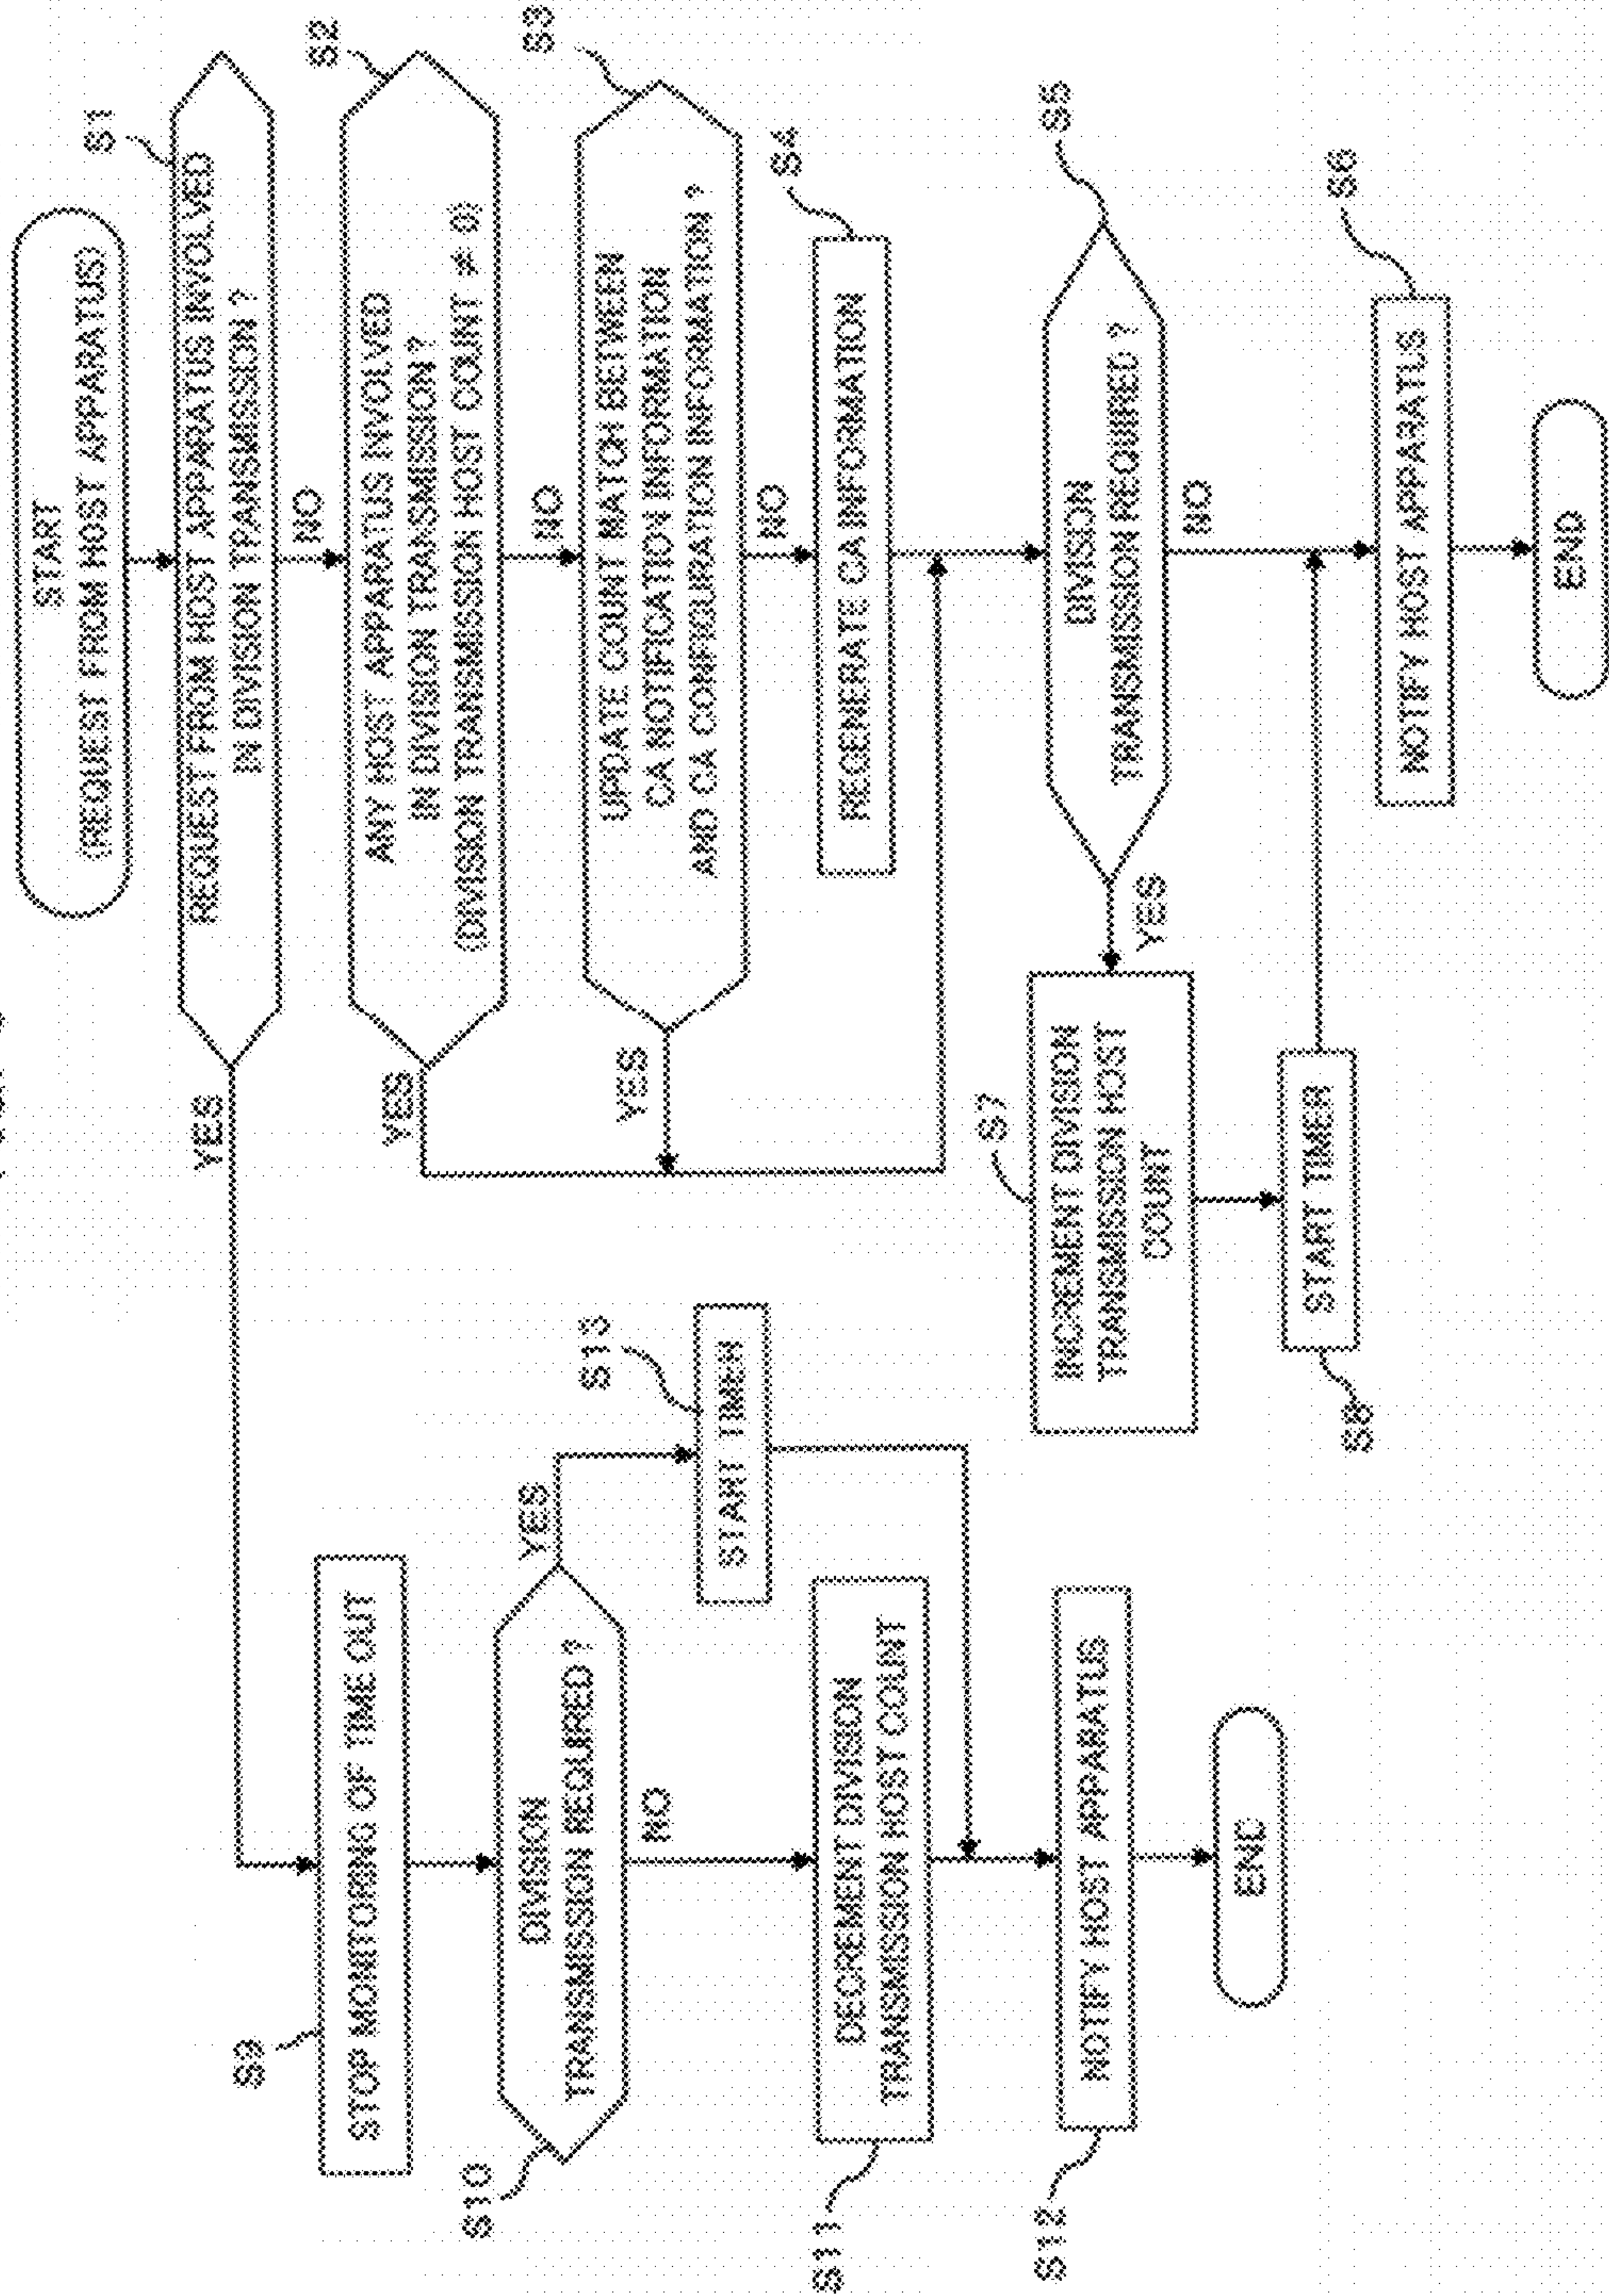 START
(REQUEST FROM HOST APPARATUS)
S1
REQUEST FROM HOST APPARATUS INVOLVED
IN DIVISION TRANSMISSION ?
YES
NO
S2
ANY HOST APPARATUS INVOLVED
IN DIVISION TRANSMISSION?
(DIVISION TRANSMISSION HOST COUNT ≠ 0)
YES
NO
S3
UPDATE COUNT MATCH BETWEEN
CA NOTIFICATION INFORMATION
AND CA CONFIGURATION INFORMATION ?
YES
NO
S4
REGENERATE CA INFORMATION
S5
DIVISION
TRANSMISSION REQUIRED ?
YES
NO
S6
NOTIFY HOST APPARATUS
END
S7
INCREMENT DIVISION
TRANSMISSION HOST
COUNT
S8
START TIMER
S9
STOP MONITORING OF TIME OUT
S10
DIVISION
TRANSMISSION REQUIRED ?
YES
NO
S13
START TIMER
S11
DECREMENT DIVISION
TRANSMISSION HOST COUNT
S112
NOTIFY HOST APPARATUS
END